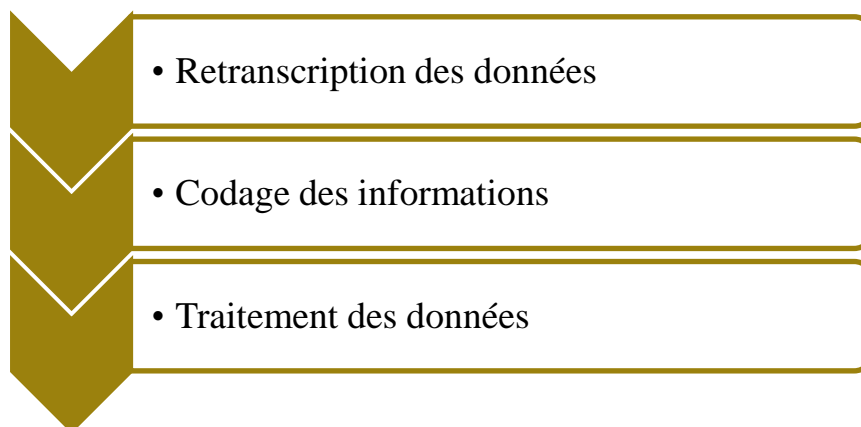 • Retranscription des données
• Codage des informations
• Traitement des données